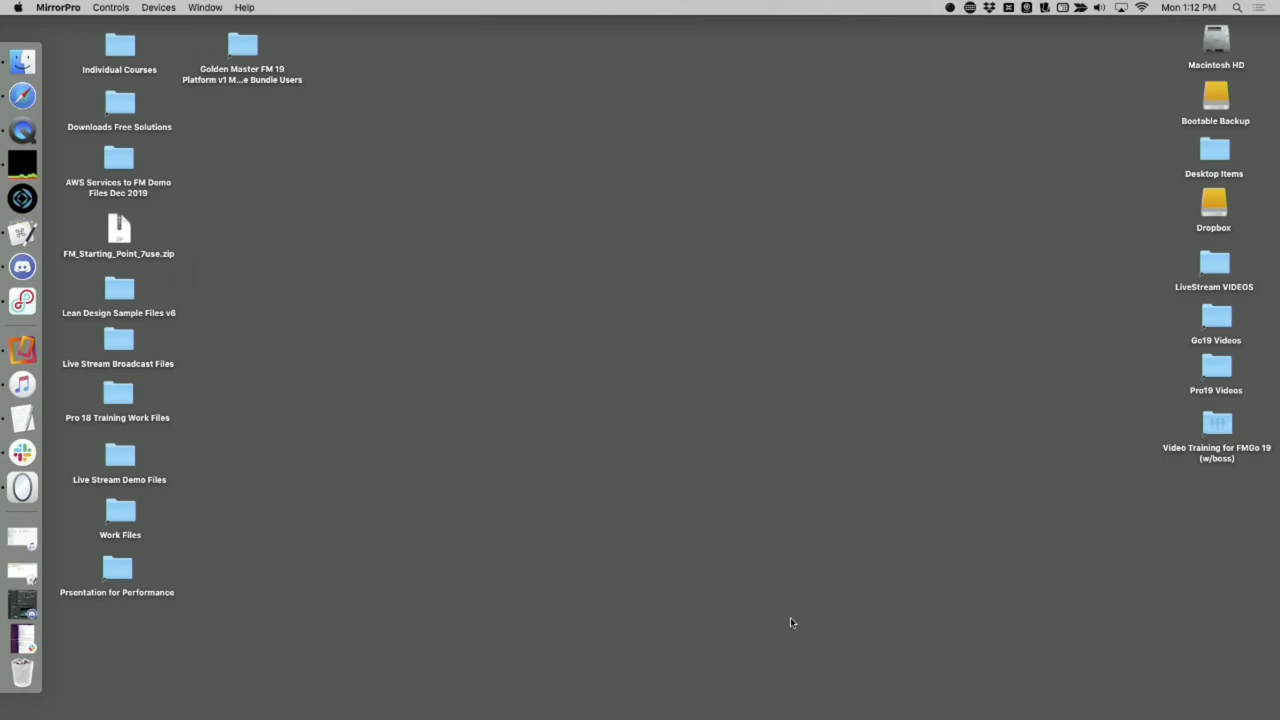 MirrorPro Controls Devices Window Help Mon 1:12 PM
Individual Courses
Golden Master FM 19
Platform v1 M...e Bundle Users
Downloads Free Solutions
AWS Services to FM Demo
Files Dec 2019
ZIP
FM_Starting_Point_7use.zip
Lean Design Sample Files v6
Live Stream Broadcast Files
Pro 18 Training Work Files
Live Stream Demo Files
Work Files
Prsentation for Performance
Macintosh HD
Bootable Backup
Desktop Items
Dropbox
LiveStream VIDEOS
Go19 Videos
Pro19 Videos
Video Training for FMGo 19
(w/boss)